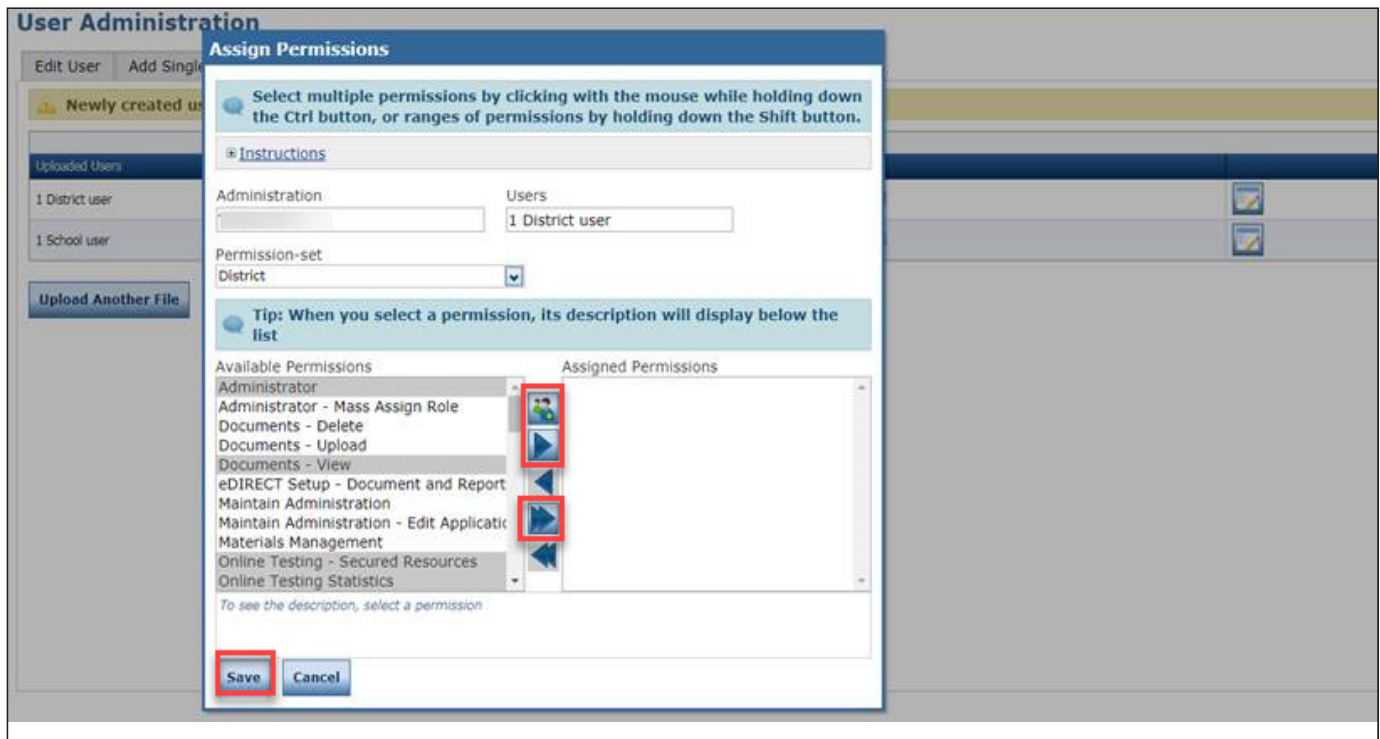 User Administration
Edit User
Add Single
Newly created us
Uploaded Users
1 District user
1 School user
Upload Another File
Assign Permissions
Select multiple permissions by clicking with the mouse while holding down
the Ctrl button, or ranges of permissions by holding down the Shift button.
Instructions
Administration
Users
1 District user
Permission-set
District
Tip: When you select a permission, its description will display below the
list
Available Permissions
Assigned Permissions
Administrator
Administrator - Mass Assign Role
Documents - Delete
Documents - Upload
Documents - View
eDIRECT Setup - Document and Report
Maintain Administration
Maintain Administration - Edit Applicatic
Materials Management
Online Testing - Secured Resources
Online Testing Statistics
To see the description, select a permission
Save
Cancel